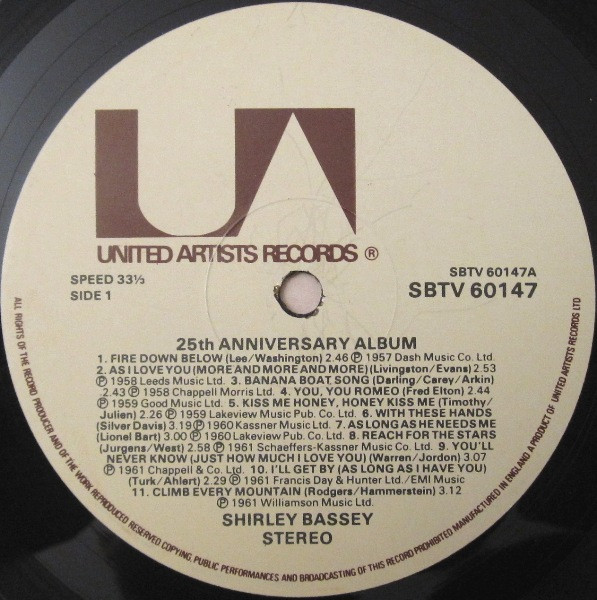 UA
UNITED ARTISTS RECORDS ®
SPEED 33⅓
SIDE 1
SBTV 60147A
SBTV 60147
25th ANNIVERSARY ALBUM
1. FIRE DOWN BELOW (Lee/Washington) 2.46 ℗ 1957 Dash Music Co. Ltd.
2. AS I LOVE YOU (MORE AND MORE AND MORE) (Livingston/Evans) 2.53
℗ 1958 Leeds Music Ltd. 3. BANANA BOAT SONG (Darling/Carey/Arkin)
2.43 ℗ 1958 Chappell Morris Ltd. 4. YOU, YOU ROMEO (Fred Elton) 2.44
℗ 1959 Good Music Ltd. 5. KISS ME HONEY, HONEY KISS ME (Timothy/
Julien) 2.26 ℗ 1959 Lakeview Music Pub. Co. Ltd. 6. WITH THESE HANDS
(Silver Davis) 3.19 ℗ 1960 Kassner Music Ltd. 7. AS LONG AS HE NEEDS ME
(Lionel Bart) 3.00 ℗ 1960 Lakeview Pub. Co. Ltd. 8. REACH FOR THE STARS
(Jurgens/West) 2.58 ℗ 1961 Schaeffers-Kassner Music Ltd. 9. YOU'LL
NEVER KNOW (JUST HOW MUCH I LOVE YOU) (Warren/Jordon) 3.07
℗ 1961 Chappell & Co. Ltd. 10. I'LL GET BY (AS LONG AS I HAVE YOU)
(Turk/Ahlert) 2.29 ℗ 1961 Francis Day & Hunter Ltd./EMI Music
11. CLIMB EVERY MOUNTAIN (Rodgers/Hammerstein) 3.12
℗ 1961 Williamson Music Ltd.
SHIRLEY BASSEY
STEREO
ALL RIGHTS OF THE RECORD PRODUCER AND OF THE WORK REPRODUCED RESERVED COPYING, PUBLIC PERFORMANCES AND BROADCASTING OF THIS RECORD PROHIBITED MANUFACTURED IN ENGLAND A PRODUCT OF UNITED ARTISTS RECORDS LTD